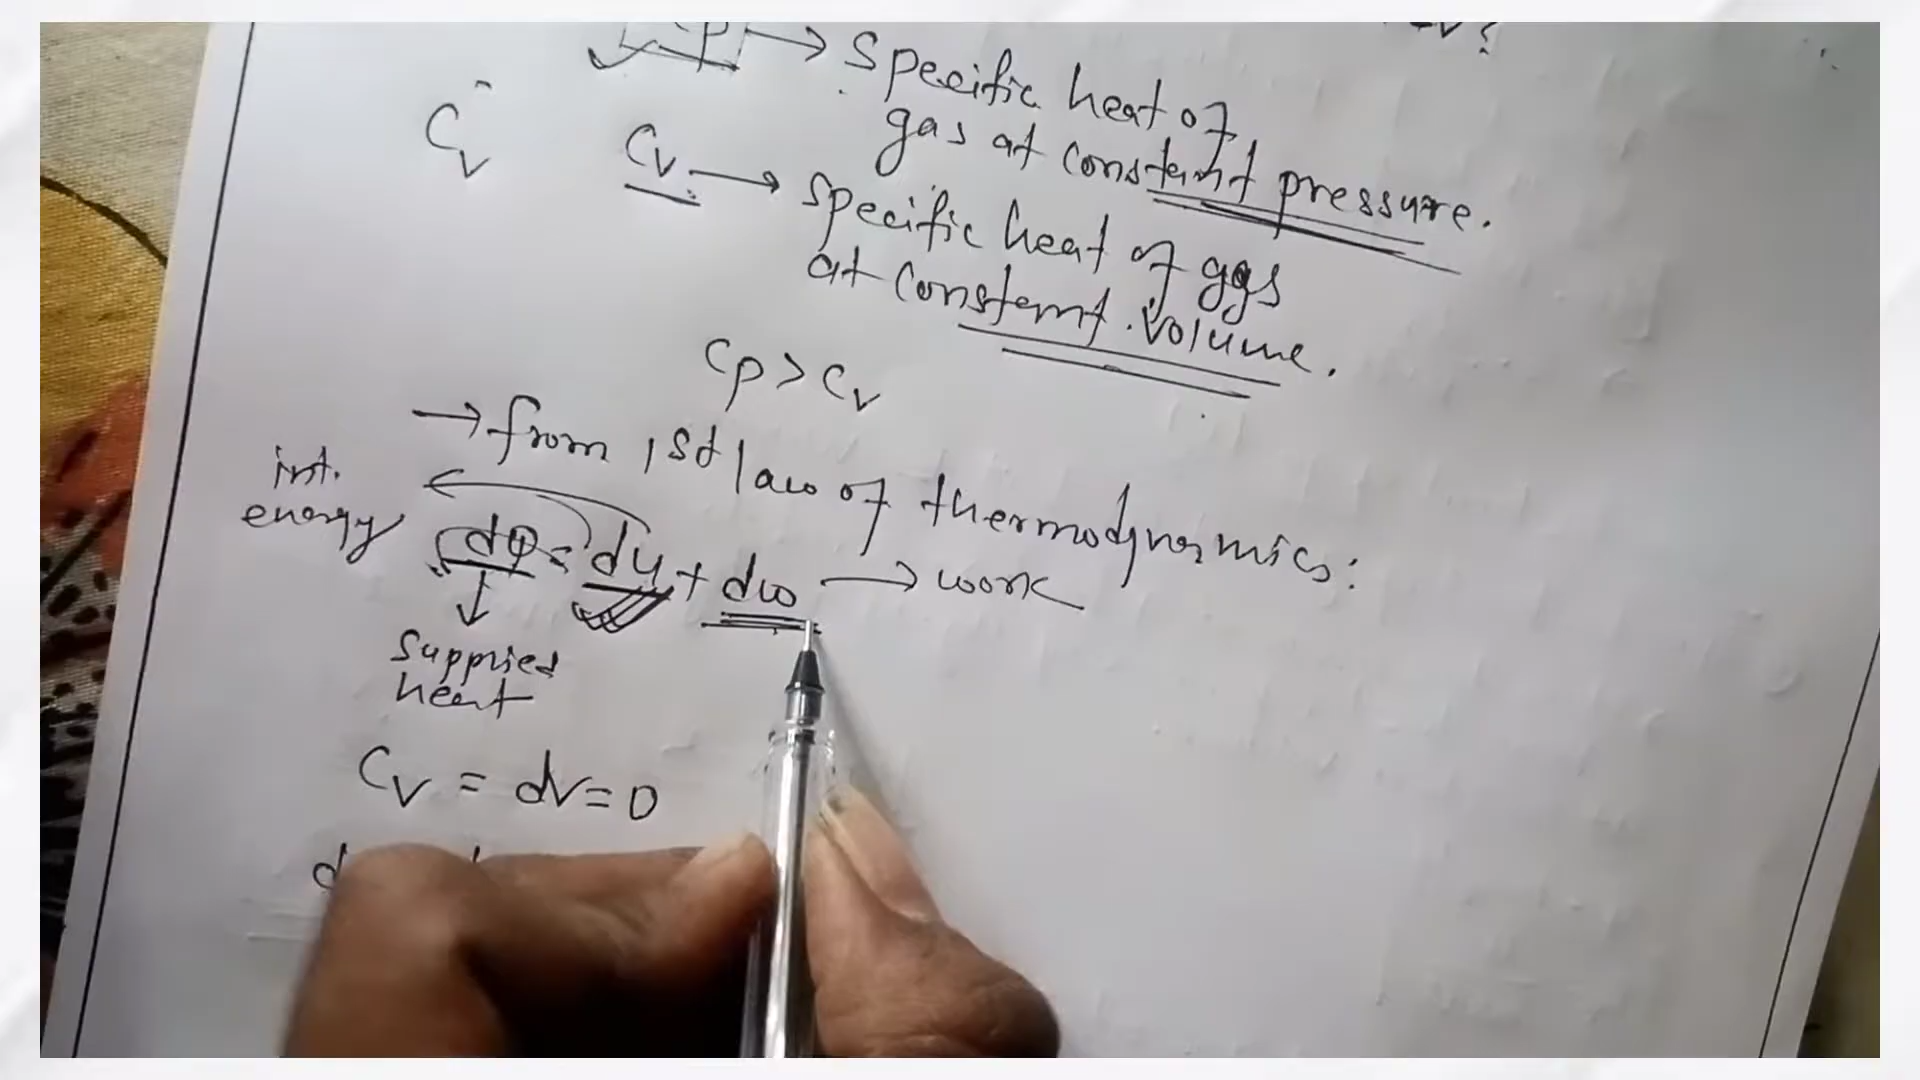 Specific heat of
gas at constant pressure.
Cv
Cv → Specific heat of gas
at constant volume.
Cp > Cv
→ from 1st law of thermodynamics:
int.
energy
dQ = du + dw → work
Supplied
heat
Cv = dv = 0